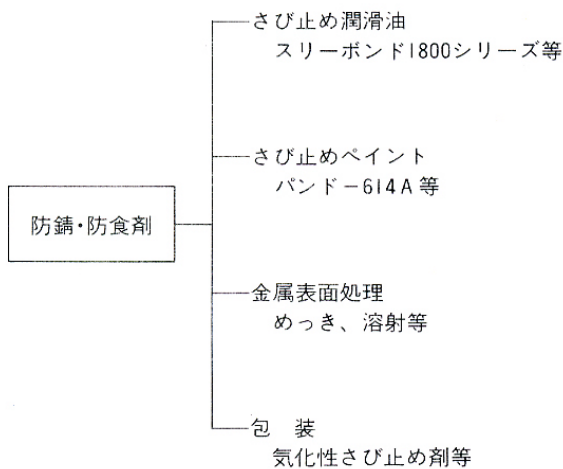 さび止め潤滑油
スリーボンド1800シリーズ等
さび止めペイント
パンドー614A等
防錆・防食剤
金属表面処理
めっき、溶射等
包　装
気化性さび止め剤等